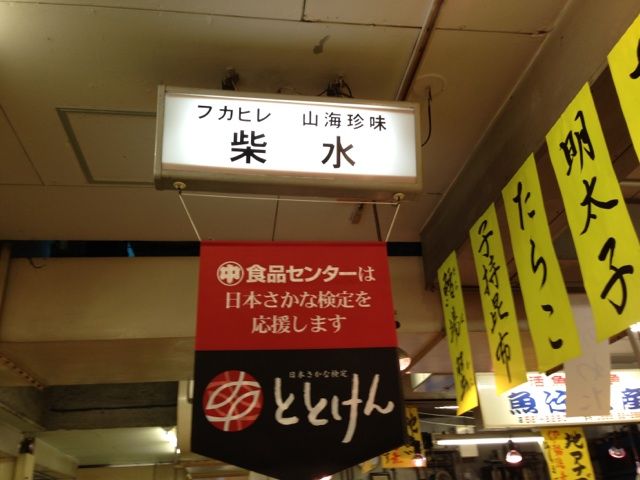 フカヒレ 山海珍味
柴水
中食品センターは
日本さかな検定を
応援します
日本さかな検定
ととけん
明太子
たらこ
子持昆布